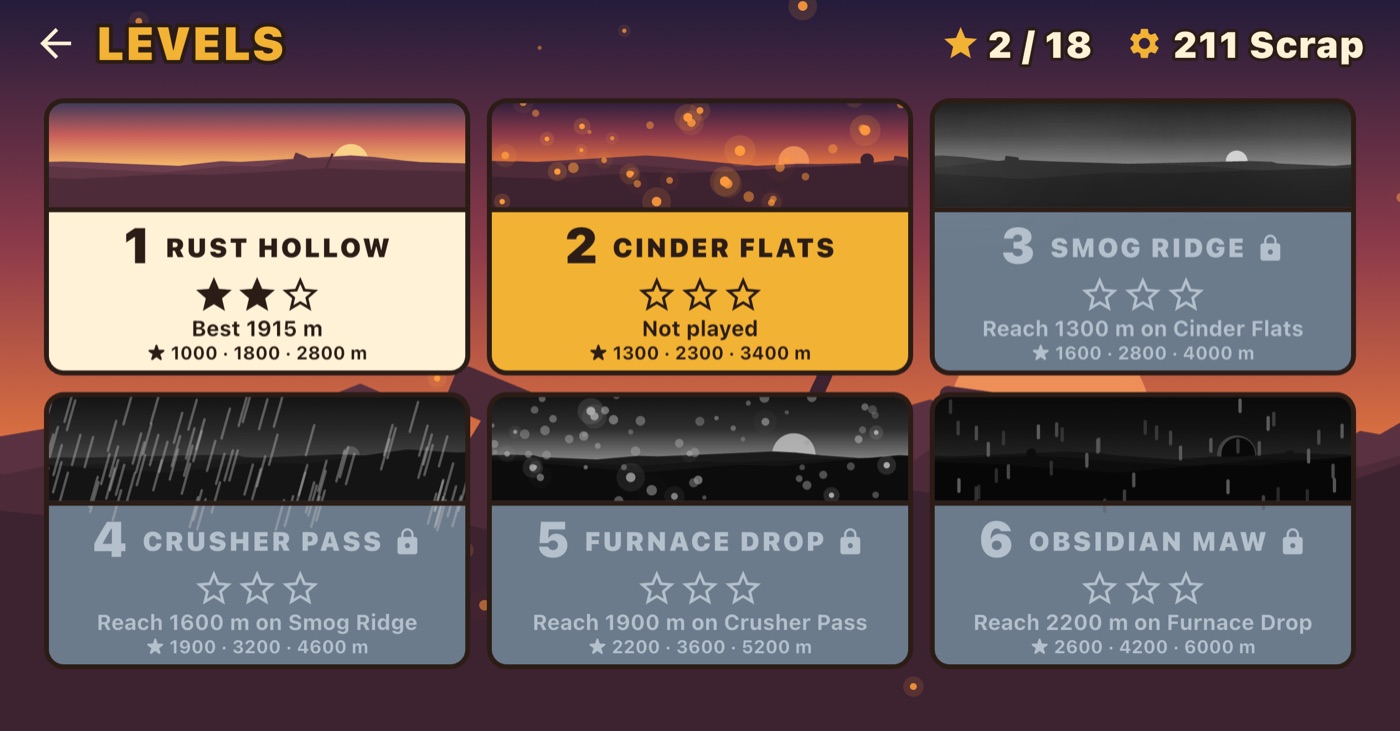 LEVELS
2 / 18
211 Scrap
1 RUST HOLLOW
Best 1915 m
1000 · 1800 · 2800 m
2 CINDER FLATS
Not played
1300 · 2300 · 3400 m
3 SMOG RIDGE
Reach 1300 m on Cinder Flats
1600 · 2800 · 4000 m
4 CRUSHER PASS
Reach 1600 m on Smog Ridge
1900 · 3200 · 4600 m
5 FURNACE DROP
Reach 1900 m on Crusher Pass
2200 · 3600 · 5200 m
6 OBSIDIAN MAW
Reach 2200 m on Furnace Drop
2600 · 4200 · 6000 m